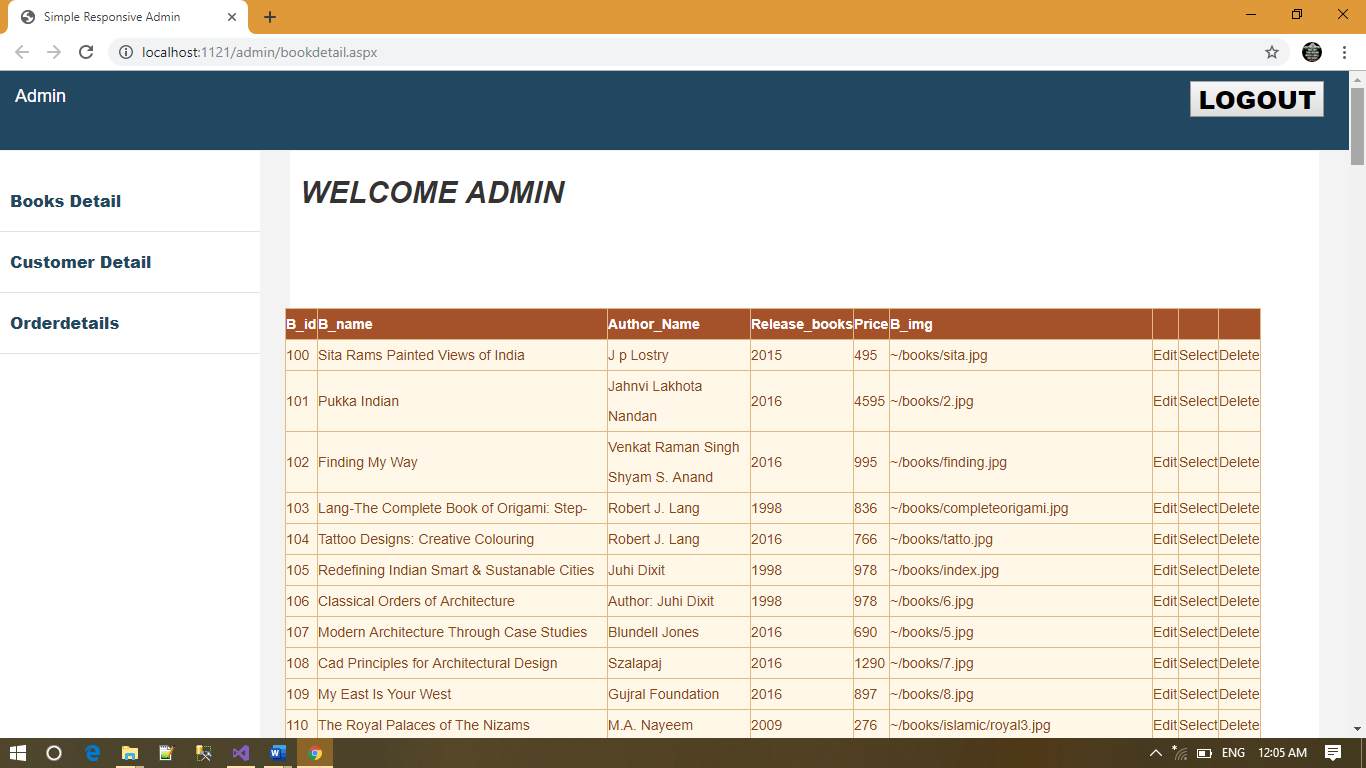 Simple Responsive Admin
localhost:1121/admin/bookdetail.aspx
Admin
LOGOUT
Books Detail
Customer Detail
Orderdetails
WELCOME ADMIN
B_id B_name Author_Name Release_books Price B_img
100 Sita Rams Painted Views of India J p Lostry 2015 495 ~/books/sita.jpg Edit Select Delete
101 Pukka Indian Jahnvi Lakhota Nandan 2016 4595 ~/books/2.jpg Edit Select Delete
102 Finding My Way Venkat Raman Singh Shyam S. Anand 2016 995 ~/books/finding.jpg Edit Select Delete
103 Lang-The Complete Book of Origami: Step- Robert J. Lang 1998 836 ~/books/completeorigami.jpg Edit Select Delete
104 Tattoo Designs: Creative Colouring Robert J. Lang 2016 766 ~/books/tatto.jpg Edit Select Delete
105 Redefining Indian Smart & Sustanable Cities Juhi Dixit 1998 978 ~/books/index.jpg Edit Select Delete
106 Classical Orders of Architecture Author: Juhi Dixit 1998 978 ~/books/6.jpg Edit Select Delete
107 Modern Architecture Through Case Studies Blundell Jones 2016 690 ~/books/5.jpg Edit Select Delete
108 Cad Principles for Architectural Design Szalapaj 2016 1290 ~/books/7.jpg Edit Select Delete
109 My East Is Your West Gujral Foundation 2016 897 ~/books/8.jpg Edit Select Delete
110 The Royal Palaces of The Nizams M.A. Nayeem 2009 276 ~/books/islamic/royal3.jpg Edit Select Delete
ENG 12:05 AM